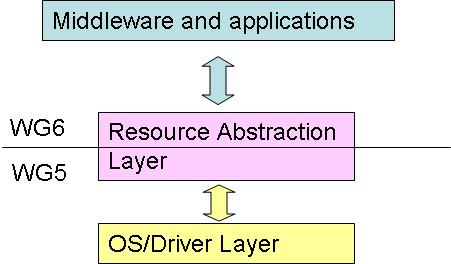 Middleware and applications
WG6
Resource Abstraction
Layer
WG5
OS/Driver Layer